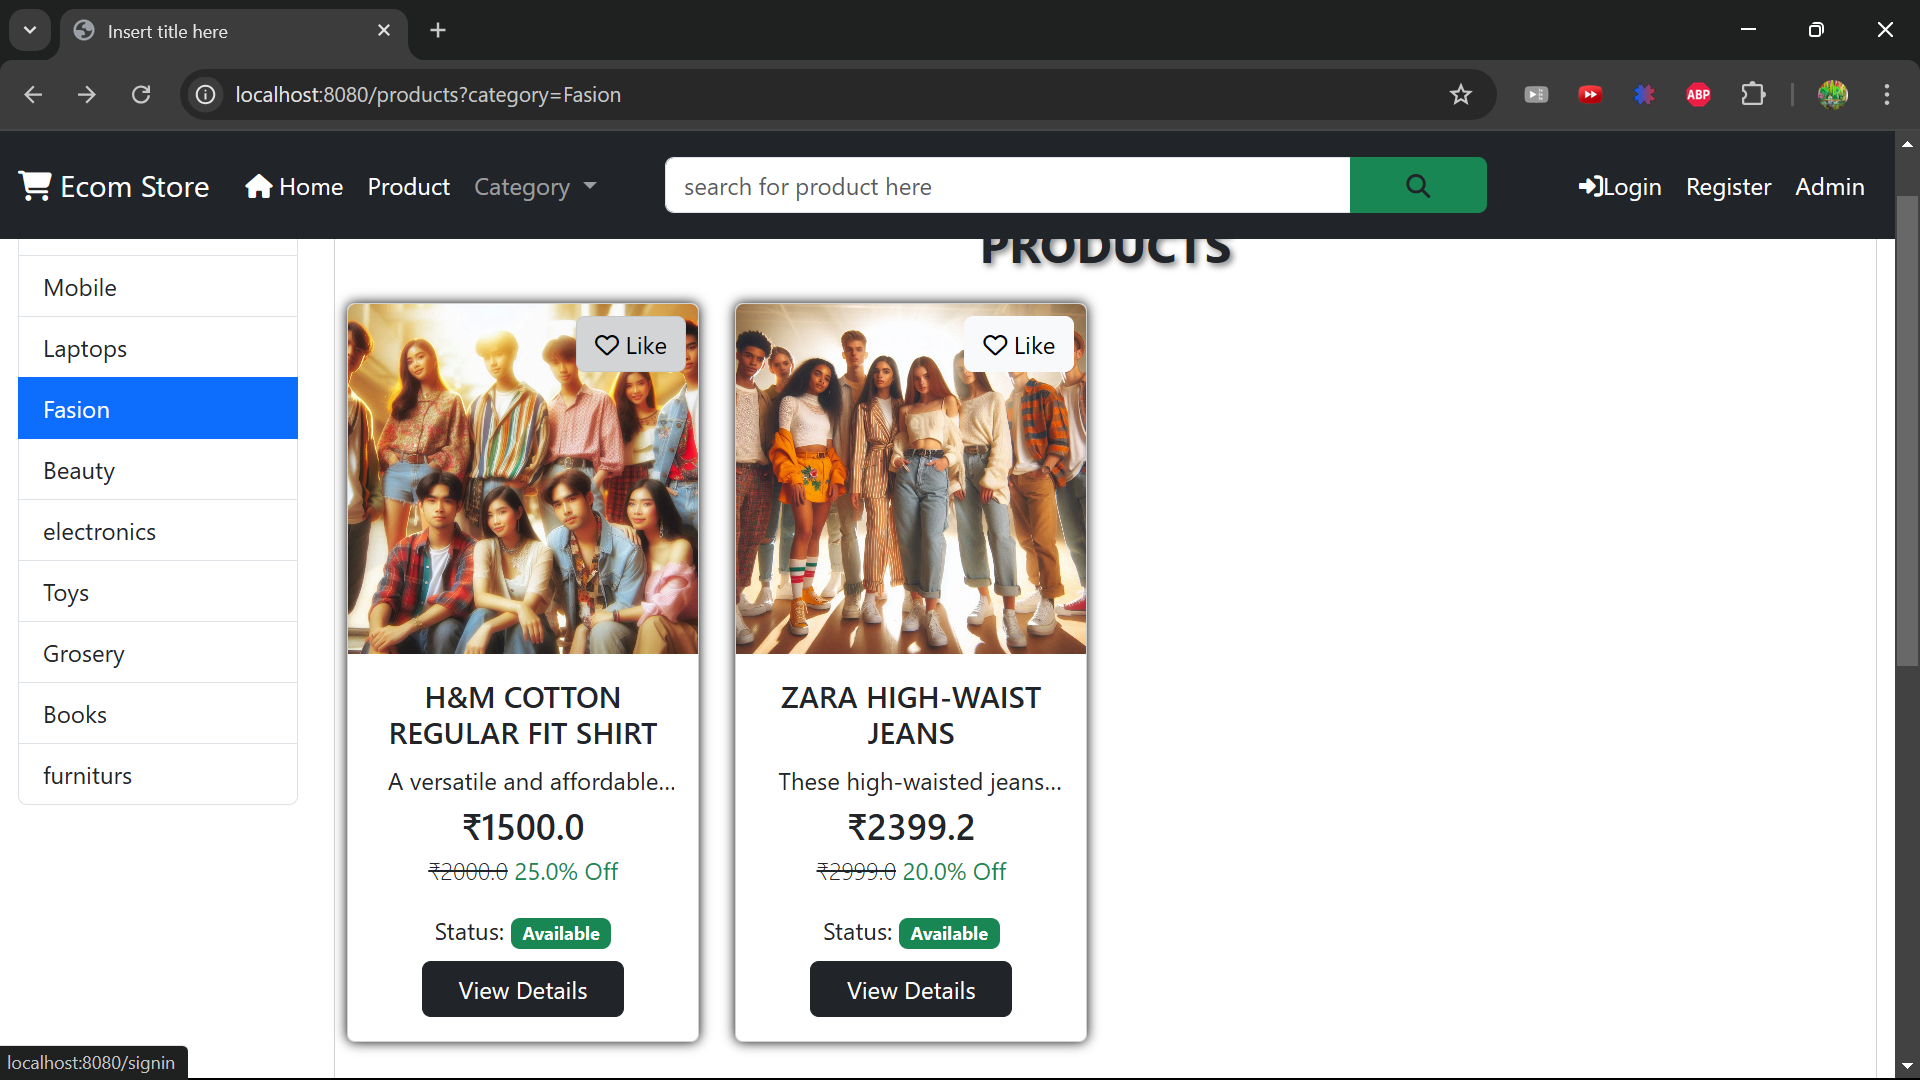 Insert title here
localhost:8080/products?category=Fasion
ABP
Ecom Store Home Product Category search for product here Login Register Admin
PRODUCTS
Mobile
Laptops
Fasion
Beauty
electronics
Toys
Grosery
Books
furniturs
Like
H&M COTTON
REGULAR FIT SHIRT
A versatile and affordable...
₹1500.0
₹2000.0 25.0% Off
Status: Available
View Details
Like
ZARA HIGH-WAIST
JEANS
These high-waisted jeans...
₹2399.2
₹2999.0 20.0% Off
Status: Available
View Details
localhost:8080/signin